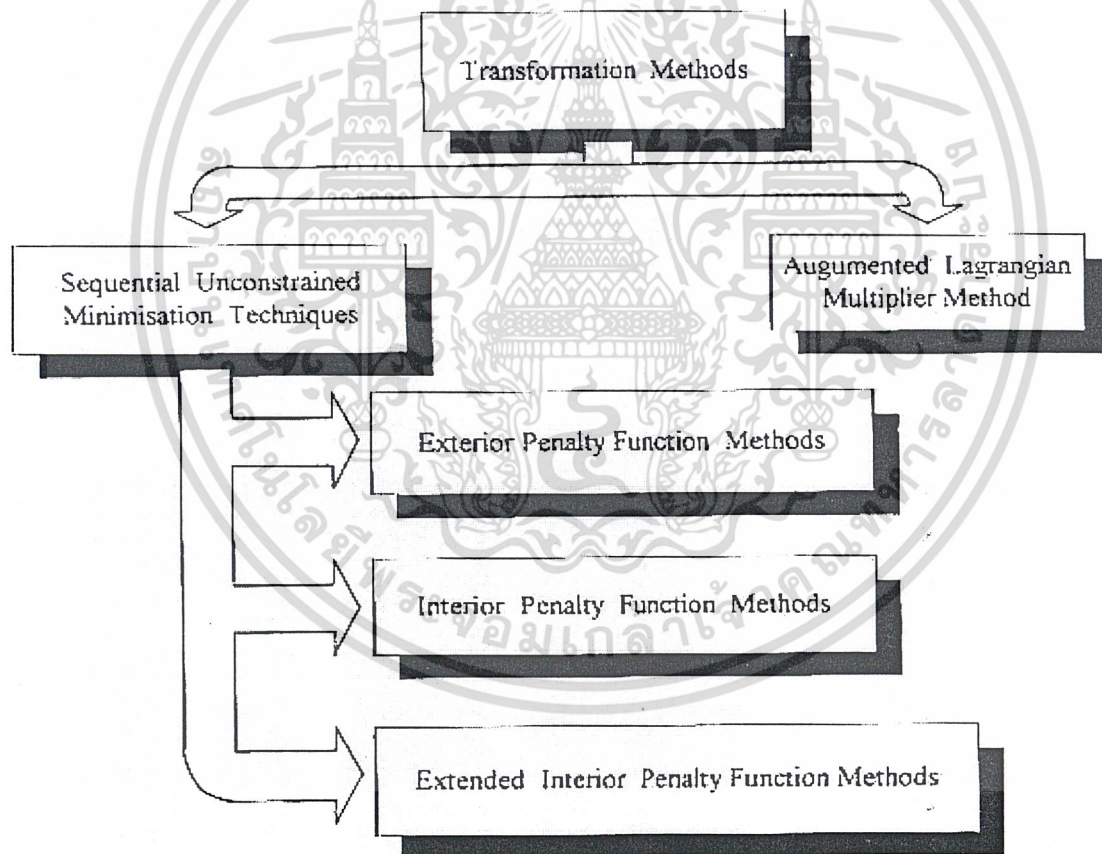 Transformation Methods
Sequential Unconstrained
Minimisation Techniques
Augumented Lagrangian
Multiplier Method
Exterior Penalty Function Methods
Interior Penalty Function Methods
Extended Interior Penalty Function Methods